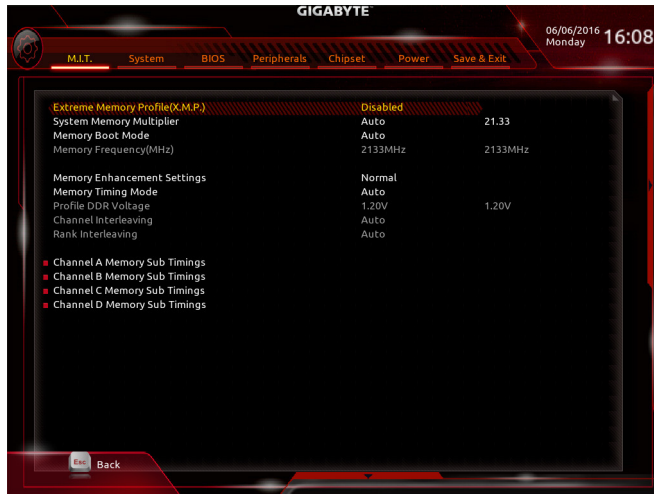 GIGABYTE™
06/06/2016 Monday 16:08
M.I.T. System BIOS Peripherals Chipset Power Save & Exit
Extreme Memory Profile(X.M.P.) Disabled
System Memory Multiplier Auto 21.33
Memory Boot Mode Auto
Memory Frequency(MHz) 2133MHz 2133MHz
Memory Enhancement Settings Normal
Memory Timing Mode Auto
Profile DDR Voltage 1.20V 1.20V
Channel Interleaving Auto
Rank Interleaving Auto
Channel A Memory Sub Timings
Channel B Memory Sub Timings
Channel C Memory Sub Timings
Channel D Memory Sub Timings
Esc Back